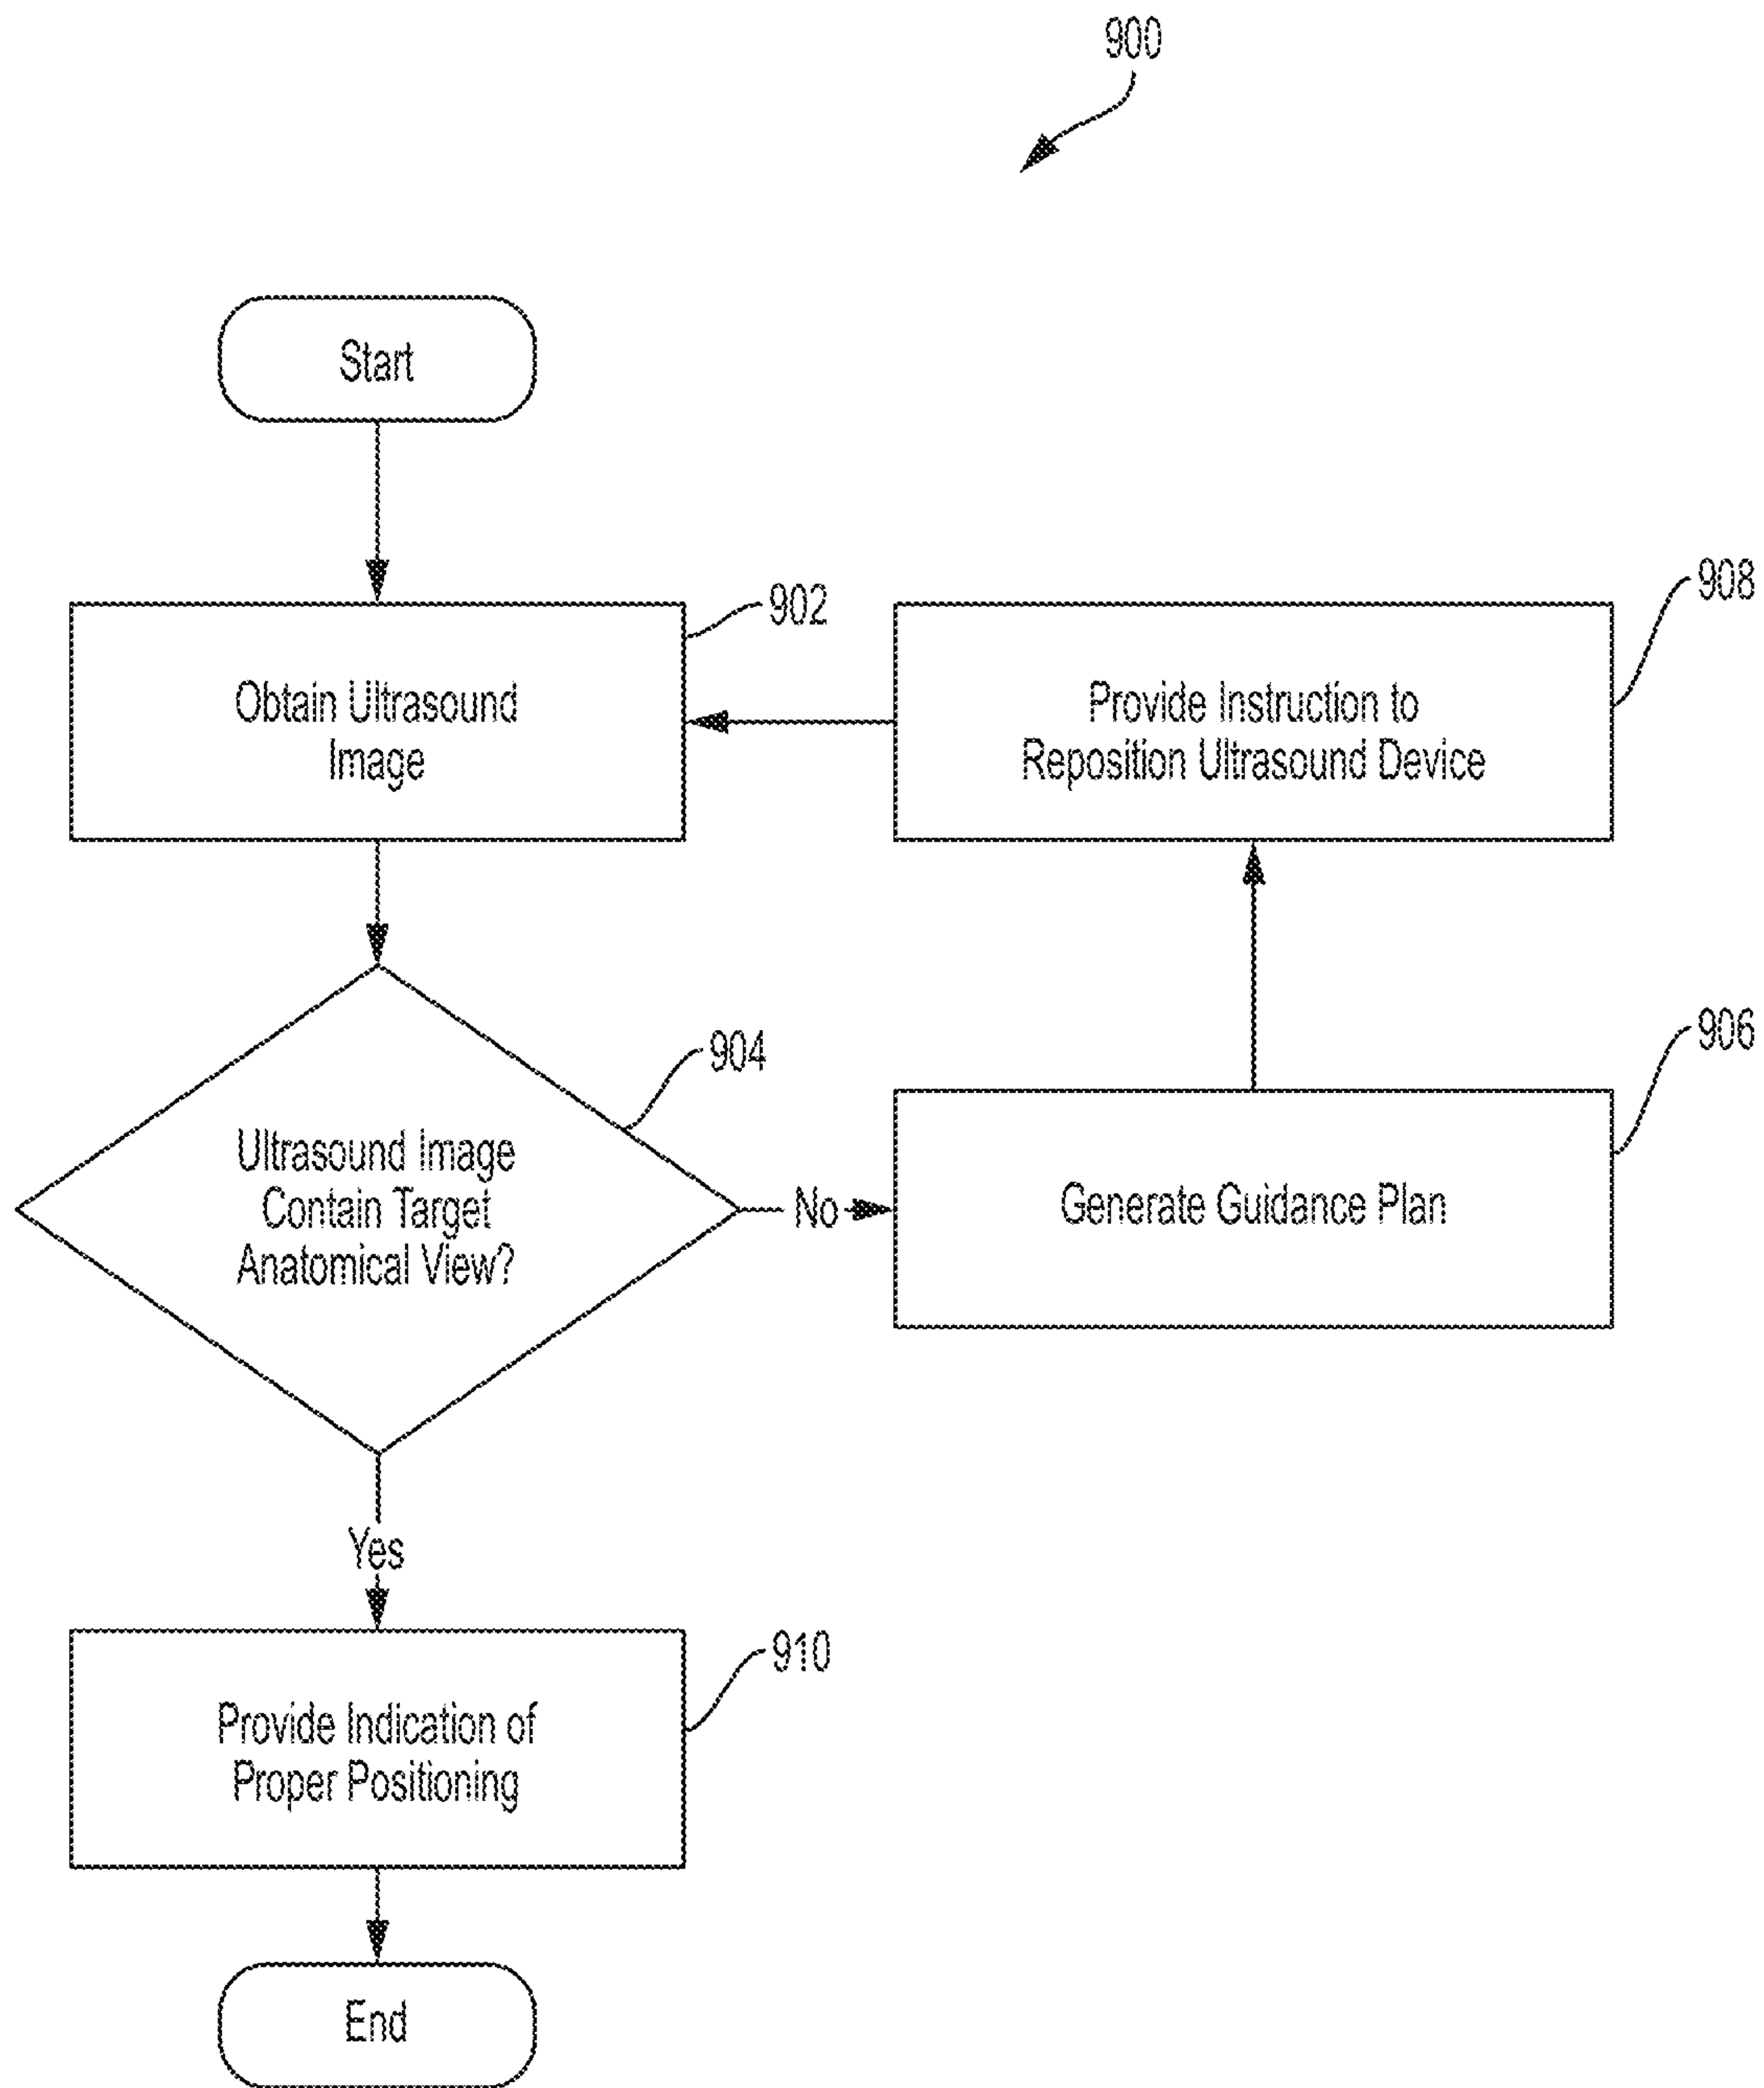 900
Start
902
Obtain Ultrasound
Image
908
Provide Instruction to
Reposition Ultrasound Device
904
Ultrasound Image
Contain Target
Anatomical View?
No
906
Generate Guidance Plan
Yes
910
Provide Indication of
Proper Positioning
End